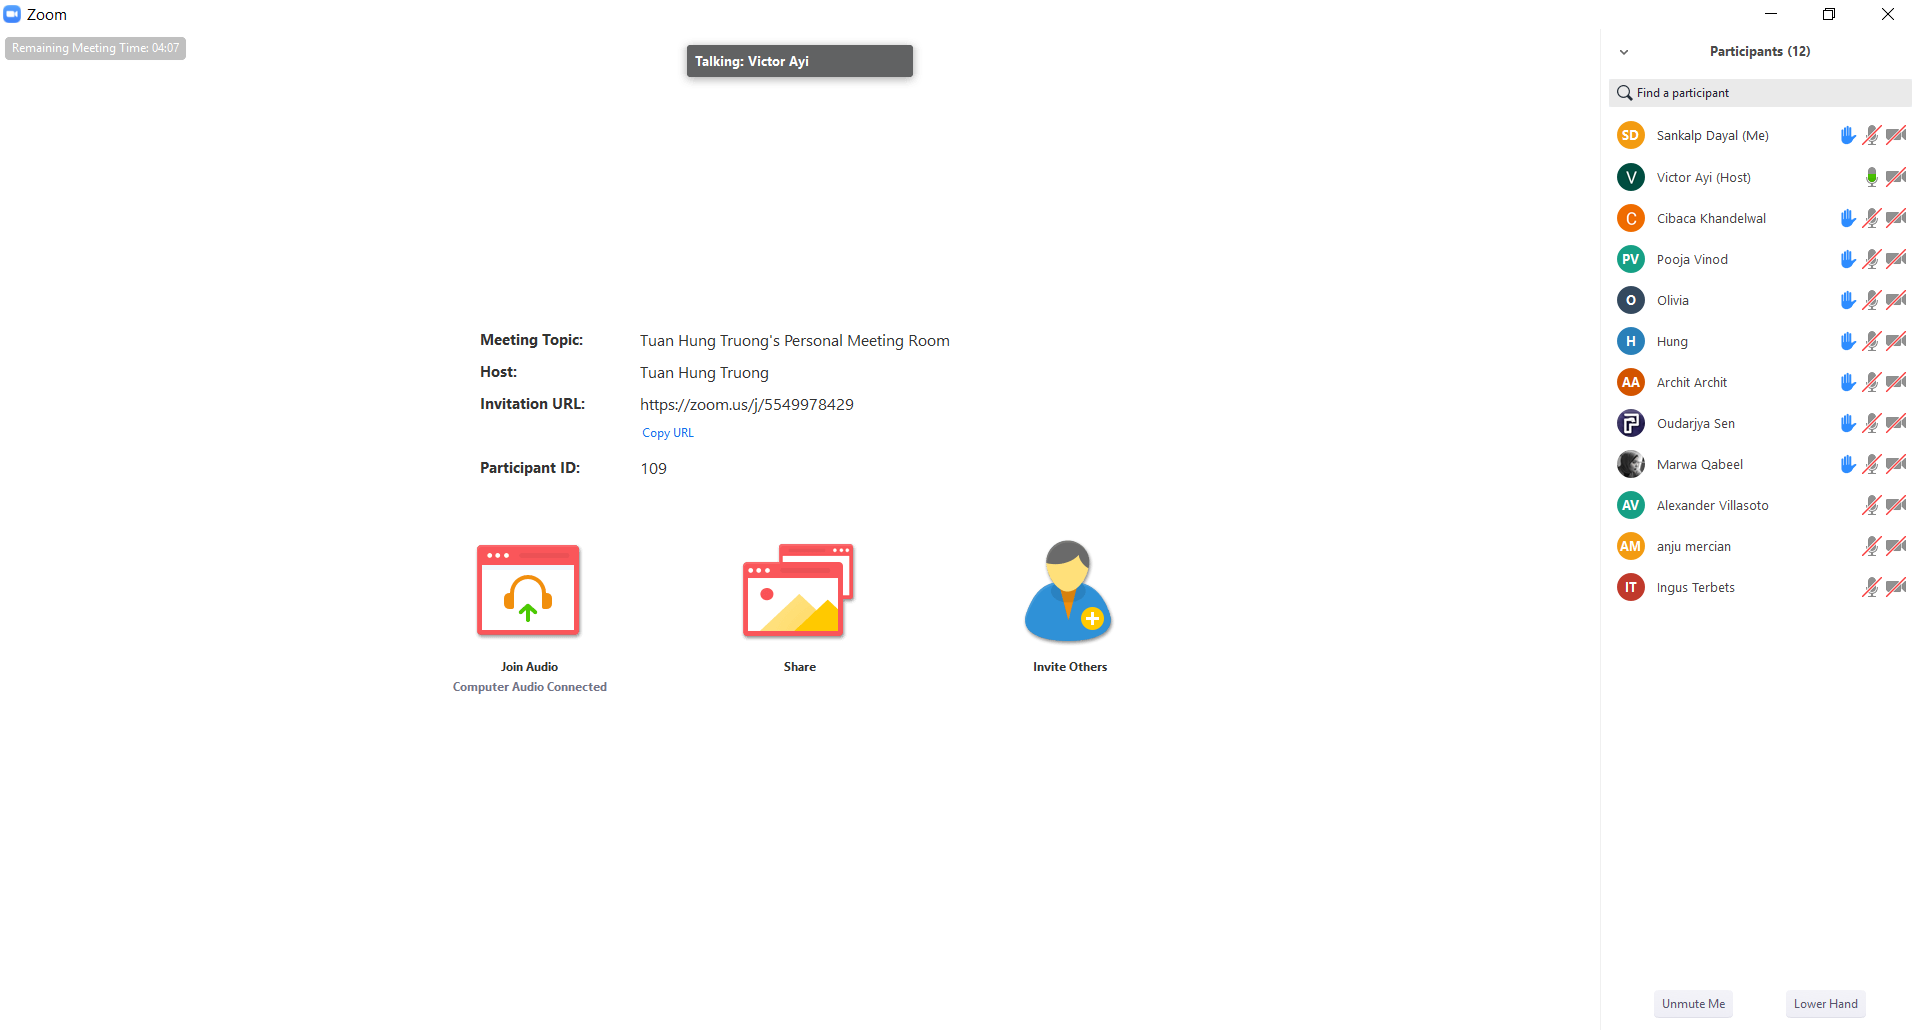 Zoom
Remaining Meeting Time: 04:07
Talking: Victor Ayi
Meeting Topic: Tuan Hung Truong's Personal Meeting Room
Host: Tuan Hung Truong
Invitation URL: https://zoom.us/j/5549978429
Copy URL
Participant ID: 109
Join Audio
Computer Audio Connected
Share
Invite Others
Participants (12)
Find a participant
SD Sankalp Dayal (Me)
V Victor Ayi (Host)
C Cibaca Khandelwal
PV Pooja Vinod
O Olivia
H Hung
AA Archit Archit
Oudarjya Sen
Marwa Qabeel
AV Alexander Villasoto
AM anju mercian
IT Ingus Terbets
Unmute Me
Lower Hand